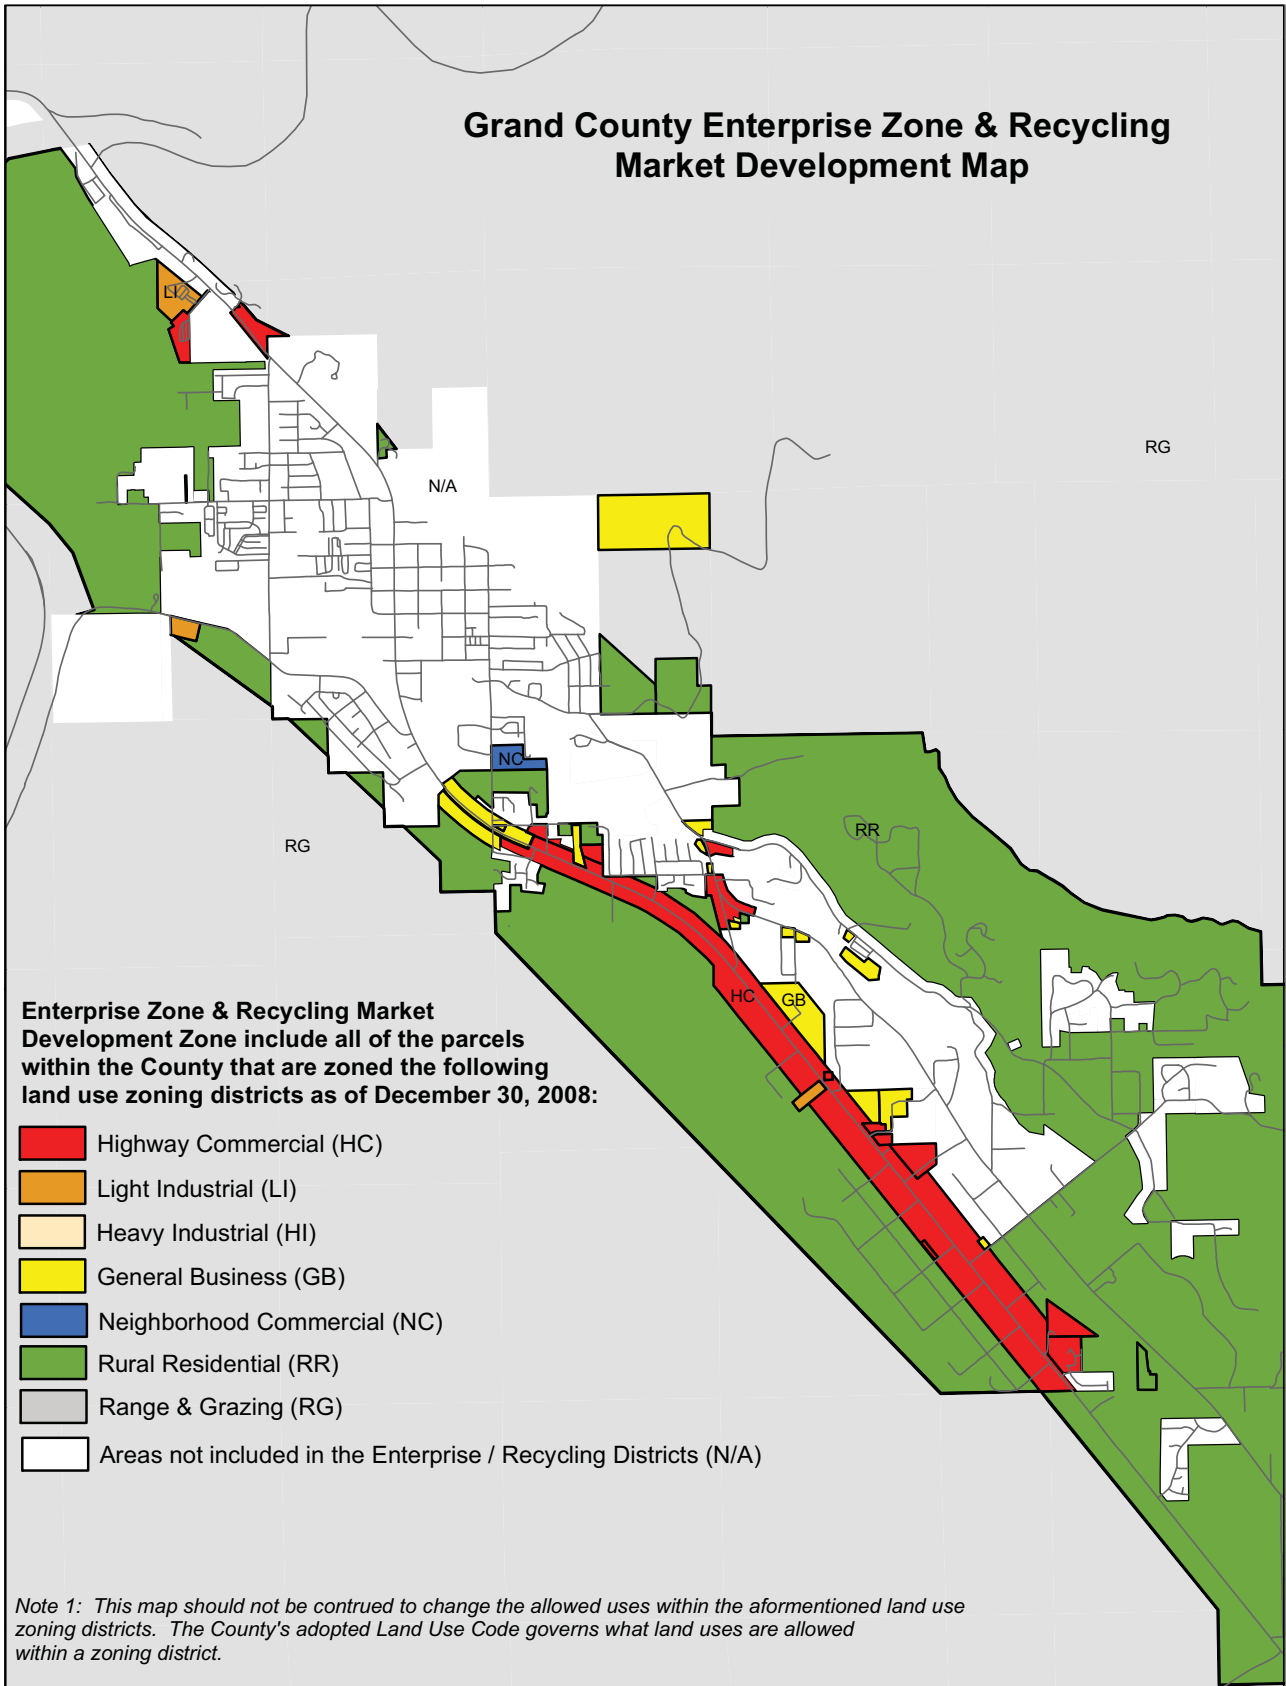 Grand County Enterprise Zone & Recycling
Market Development Map
LI
RG
N/A
NC
RR
RG
HC
GB
Enterprise Zone & Recycling Market
Development Zone include all of the parcels
within the County that are zoned the following
land use zoning districts as of December 30, 2008:
Highway Commercial (HC)
Light Industrial (LI)
Heavy Industrial (HI)
General Business (GB)
Neighborhood Commercial (NC)
Rural Residential (RR)
Range & Grazing (RG)
Areas not included in the Enterprise / Recycling Districts (N/A)
Note 1:  This map should not be contrued to change the allowed uses within the aformentioned land use
zoning districts.  The County's adopted Land Use Code governs what land uses are allowed
within a zoning district.